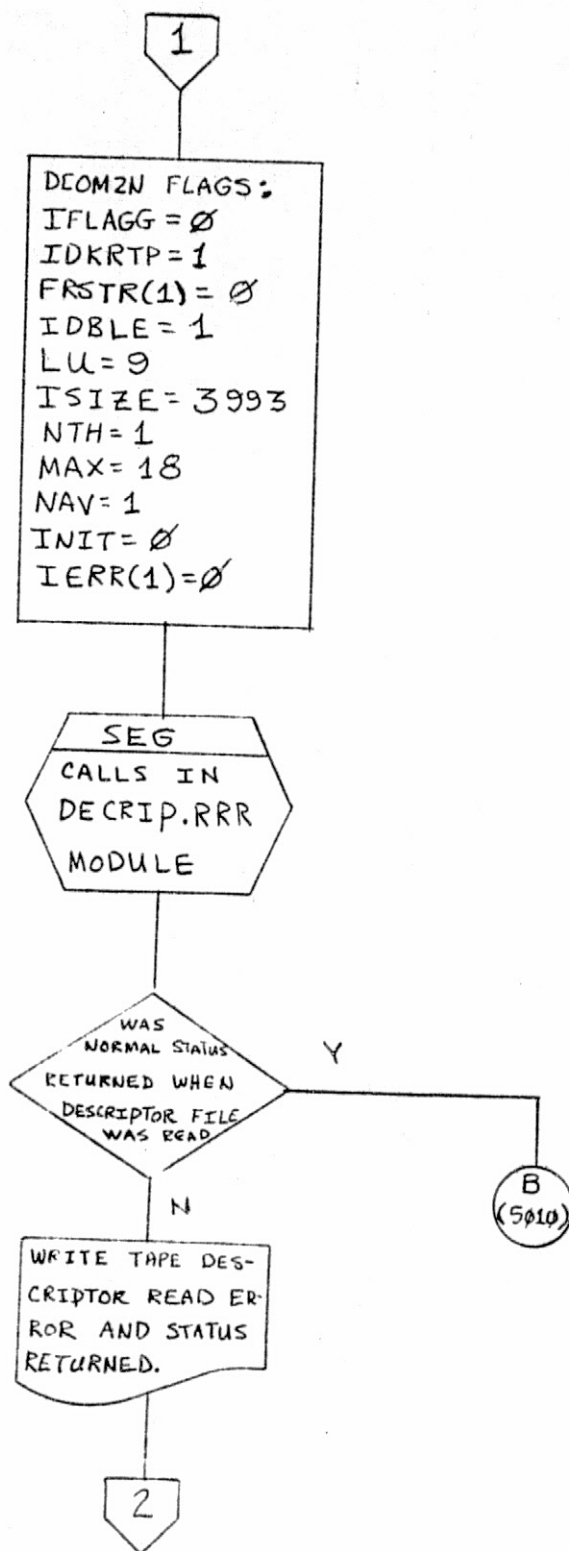 1
DCOM2N FLAGS:
IFLAGG = Ø
IDKRTP = 1
FRSTR(1) = Ø
IDBLE = 1
LU = 9
ISIZE = 3993
NTH = 1
MAX = 18
NAV = 1
INIT = Ø
IERR(1) = Ø
SEG
CALLS IN
DECRIP.RRR
MODULE
WAS
NORMAL STATUS
RETURNED WHEN
DESCRIPTOR FILE
WAS READ
Y
B
(5Ø1Ø)
N
WRITE TAPE DES-
CRIPTOR READ ER-
ROR AND STATUS
RETURNED.
2